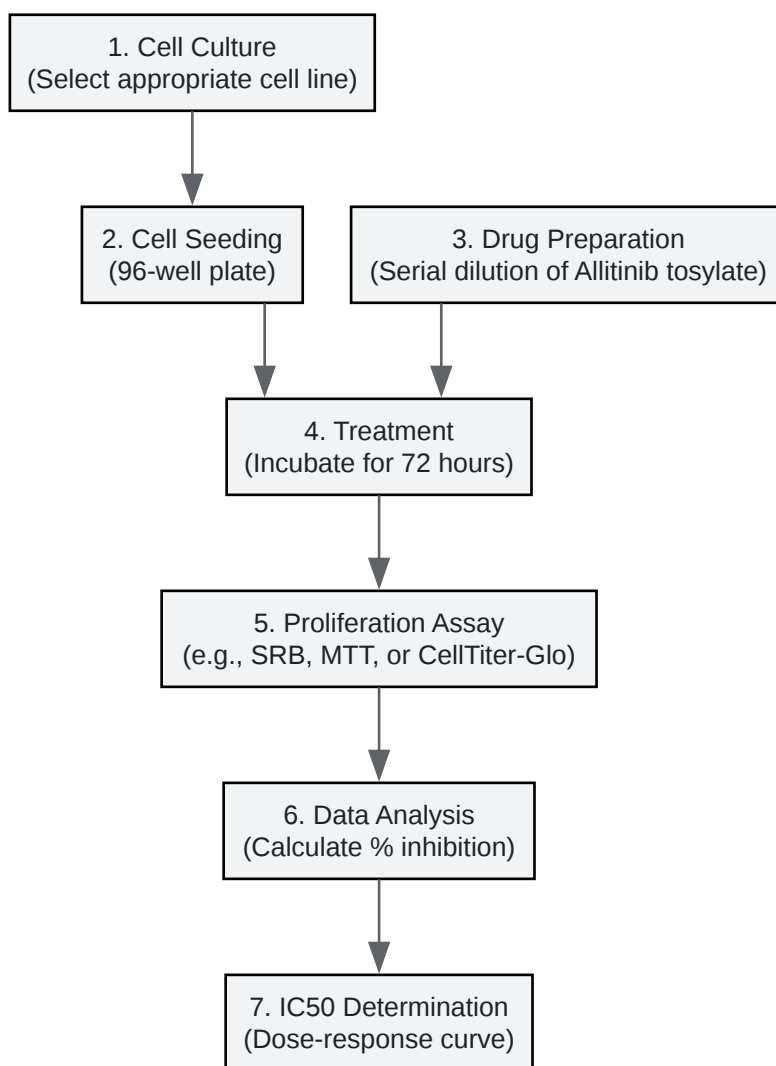 1. Cell Culture
(Select appropriate cell line)
2. Cell Seeding
(96-well plate)
3. Drug Preparation
(Serial dilution of Allitinib tosylate)
4. Treatment
(Incubate for 72 hours)
5. Proliferation Assay
(e.g., SRB, MTT, or CellTiter-Glo)
6. Data Analysis
(Calculate % inhibition)
7. IC50 Determination
(Dose-response curve)